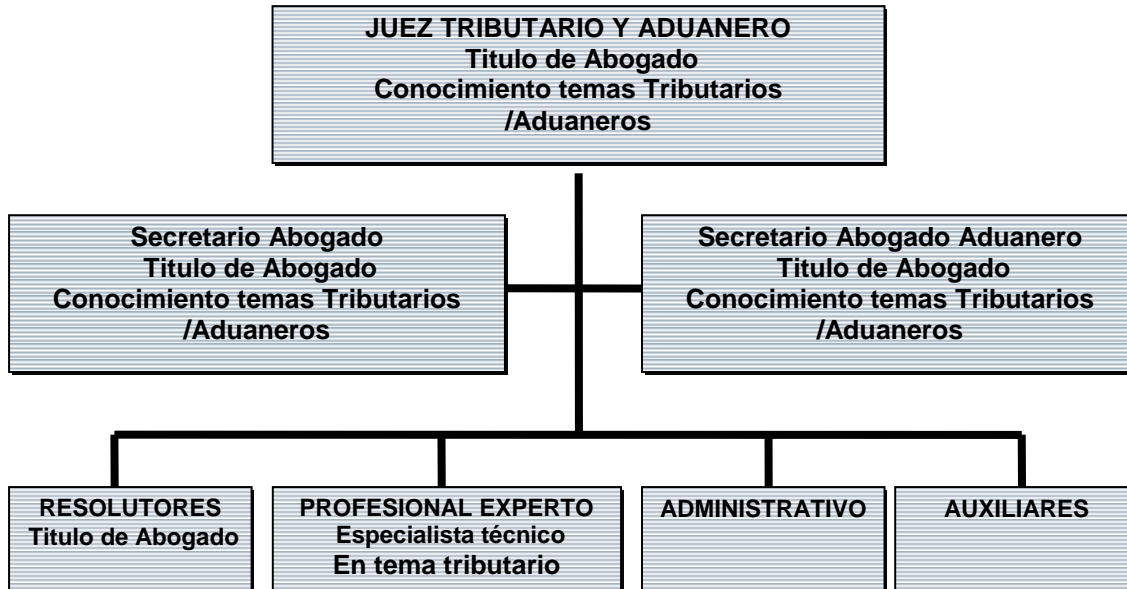 JUEZ TRIBUTARIO Y ADUANERO
Titulo de Abogado
Conocimiento temas Tributarios
/Aduaneros
Secretario Abogado
Titulo de Abogado
Conocimiento temas Tributarios
/Aduaneros
Secretario Abogado Aduanero
Titulo de Abogado
Conocimiento temas Tributarios
/Aduaneros
RESOLUTORES
Titulo de Abogado
PROFESIONAL EXPERTO
Especialista técnico
En tema tributario
ADMINISTRATIVO
AUXILIARES